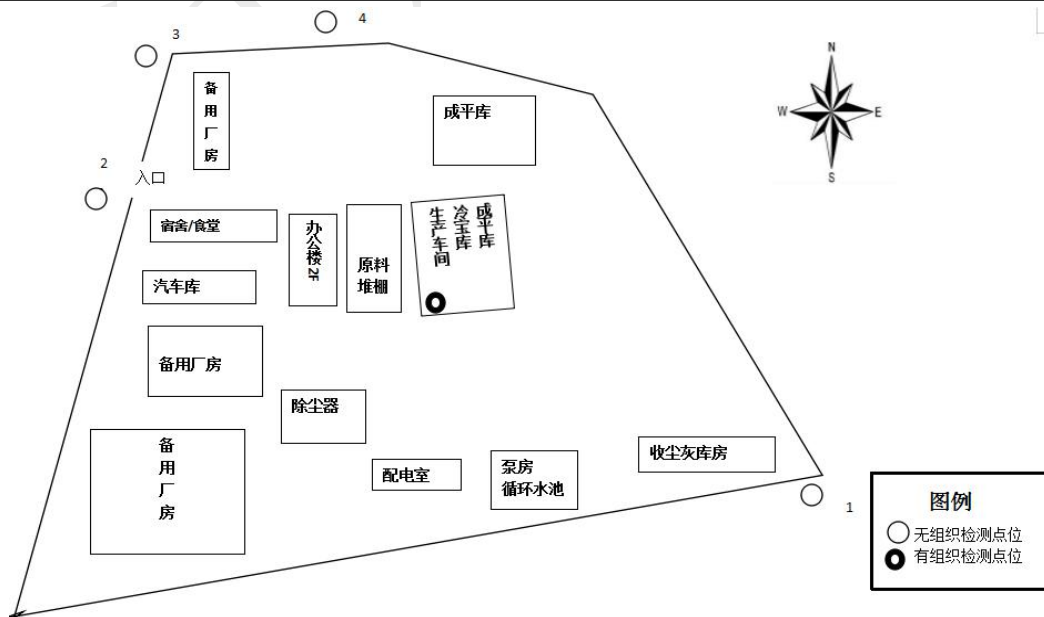 4
3
N
W
E
S
备用厂房
成平库
2
入口
宿舍/食堂
办公楼2F
原料
堆棚
成平库
冷宝库
生产车间
汽车库
备用厂房
除尘器
备用厂房
配电室
泵房
循环水池
收尘灰库房
1
图例
无组织检测点位
有组织检测点位